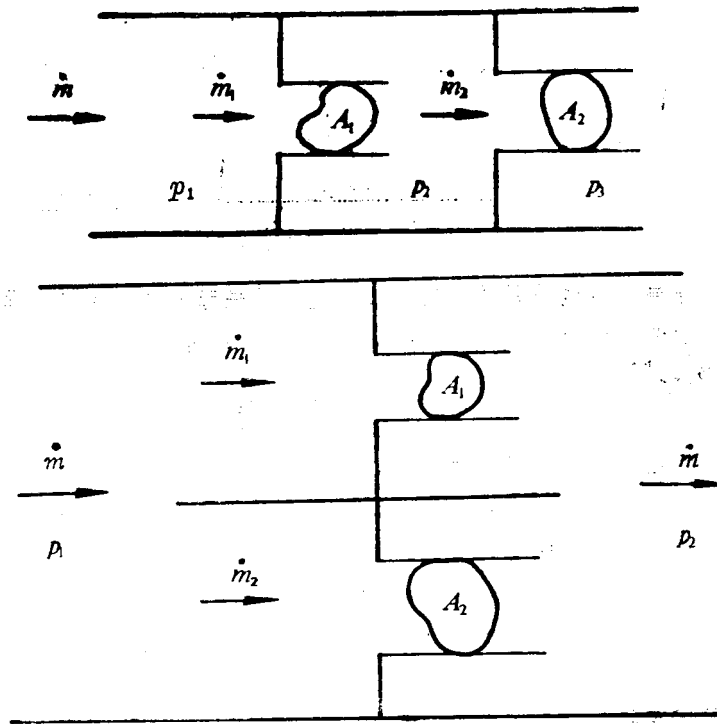 ṁ ṁ₁ A₁ ṁ₂ A₂
p₁ p₂ p₃
ṁ₁ A₁
ṁ ṁ
p₁ p₂
ṁ₂ A₂